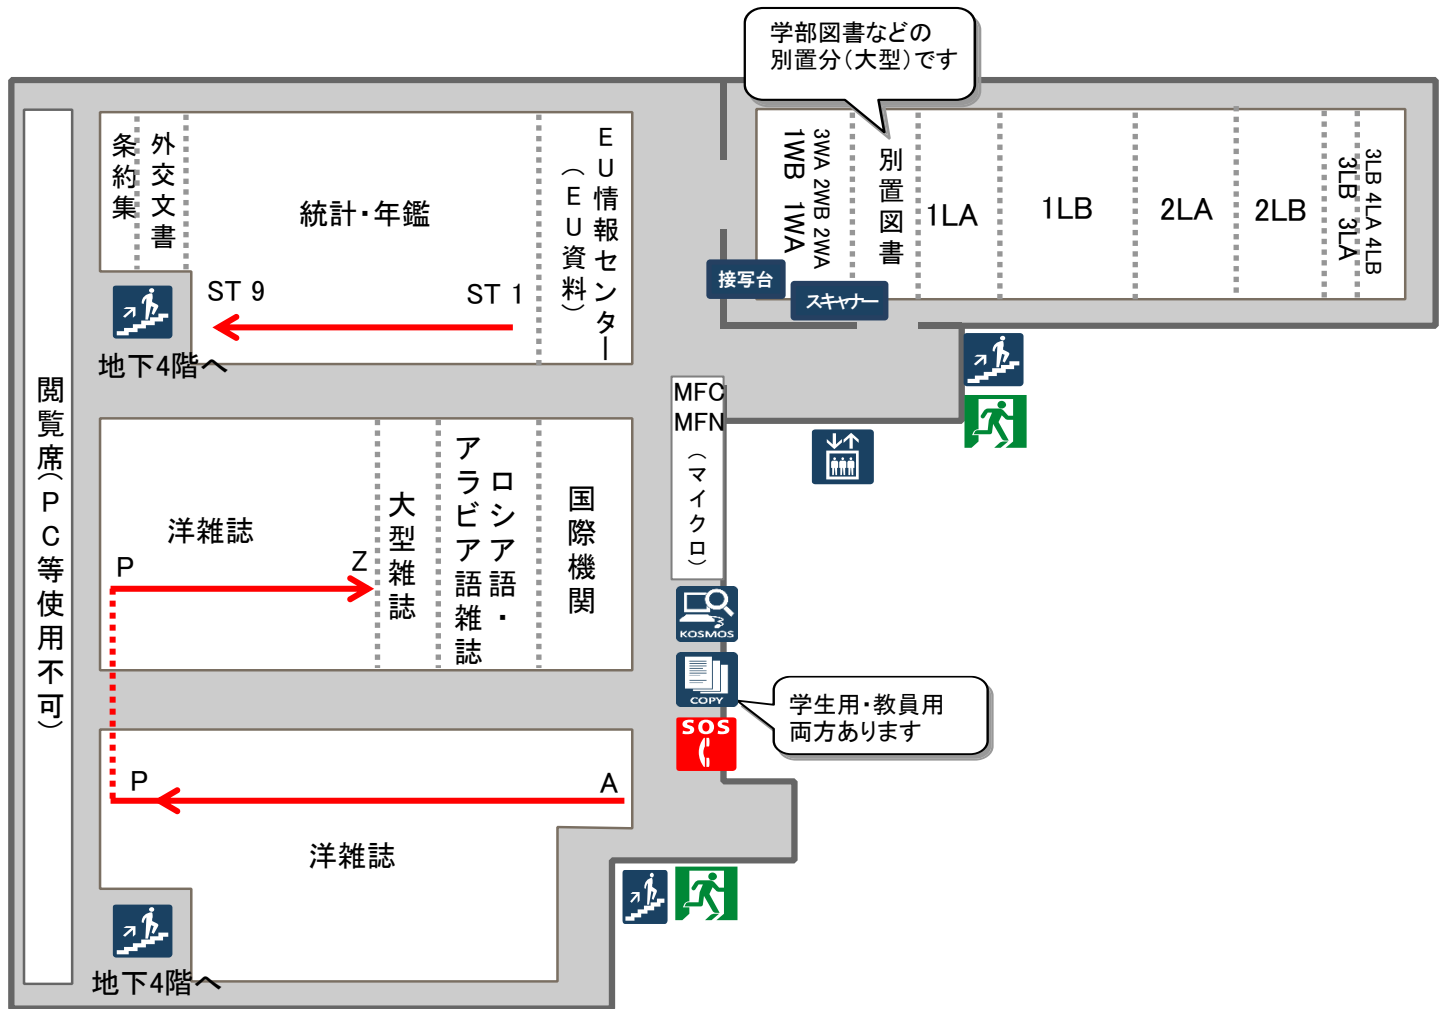 学部図書などの
別置分（大型）です
条約集
外交文書
統計・年鑑
EU情報センター
（EU資料）
ST 9
ST 1
地下4階へ
3WA 2WB 2WA
1WB 1WA
別置図書
1LA
1LB
2LA
2LB
3LB 4LA 4LB
3LB 3LA
接写台
スキャナー
閲覧席（PC等使用不可）
MFC
MFN
（マイクロ）
洋雑誌
P
Z
大型雑誌
ロシア語・
アラビア語雑誌
国際機関
KOSMOS
COPY
学生用・教員用
両方あります
SOS
P
A
洋雑誌
地下4階へ